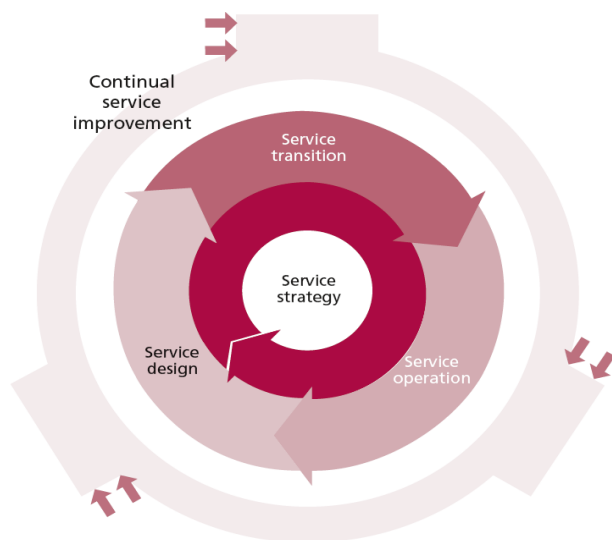 Continual
service
improvement
Service
transition
Service
strategy
Service
design
Service
operation